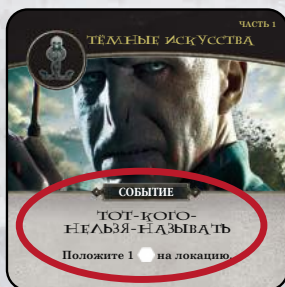 ЧАСТЬ 1
ТЁМНЫЕ ИСКУССТВА
СОБЫТИЕ
ТОТ-КОГО-
НЕЛЬЗЯ-НАЗЫВАТЬ
Положите 1 на локацию.